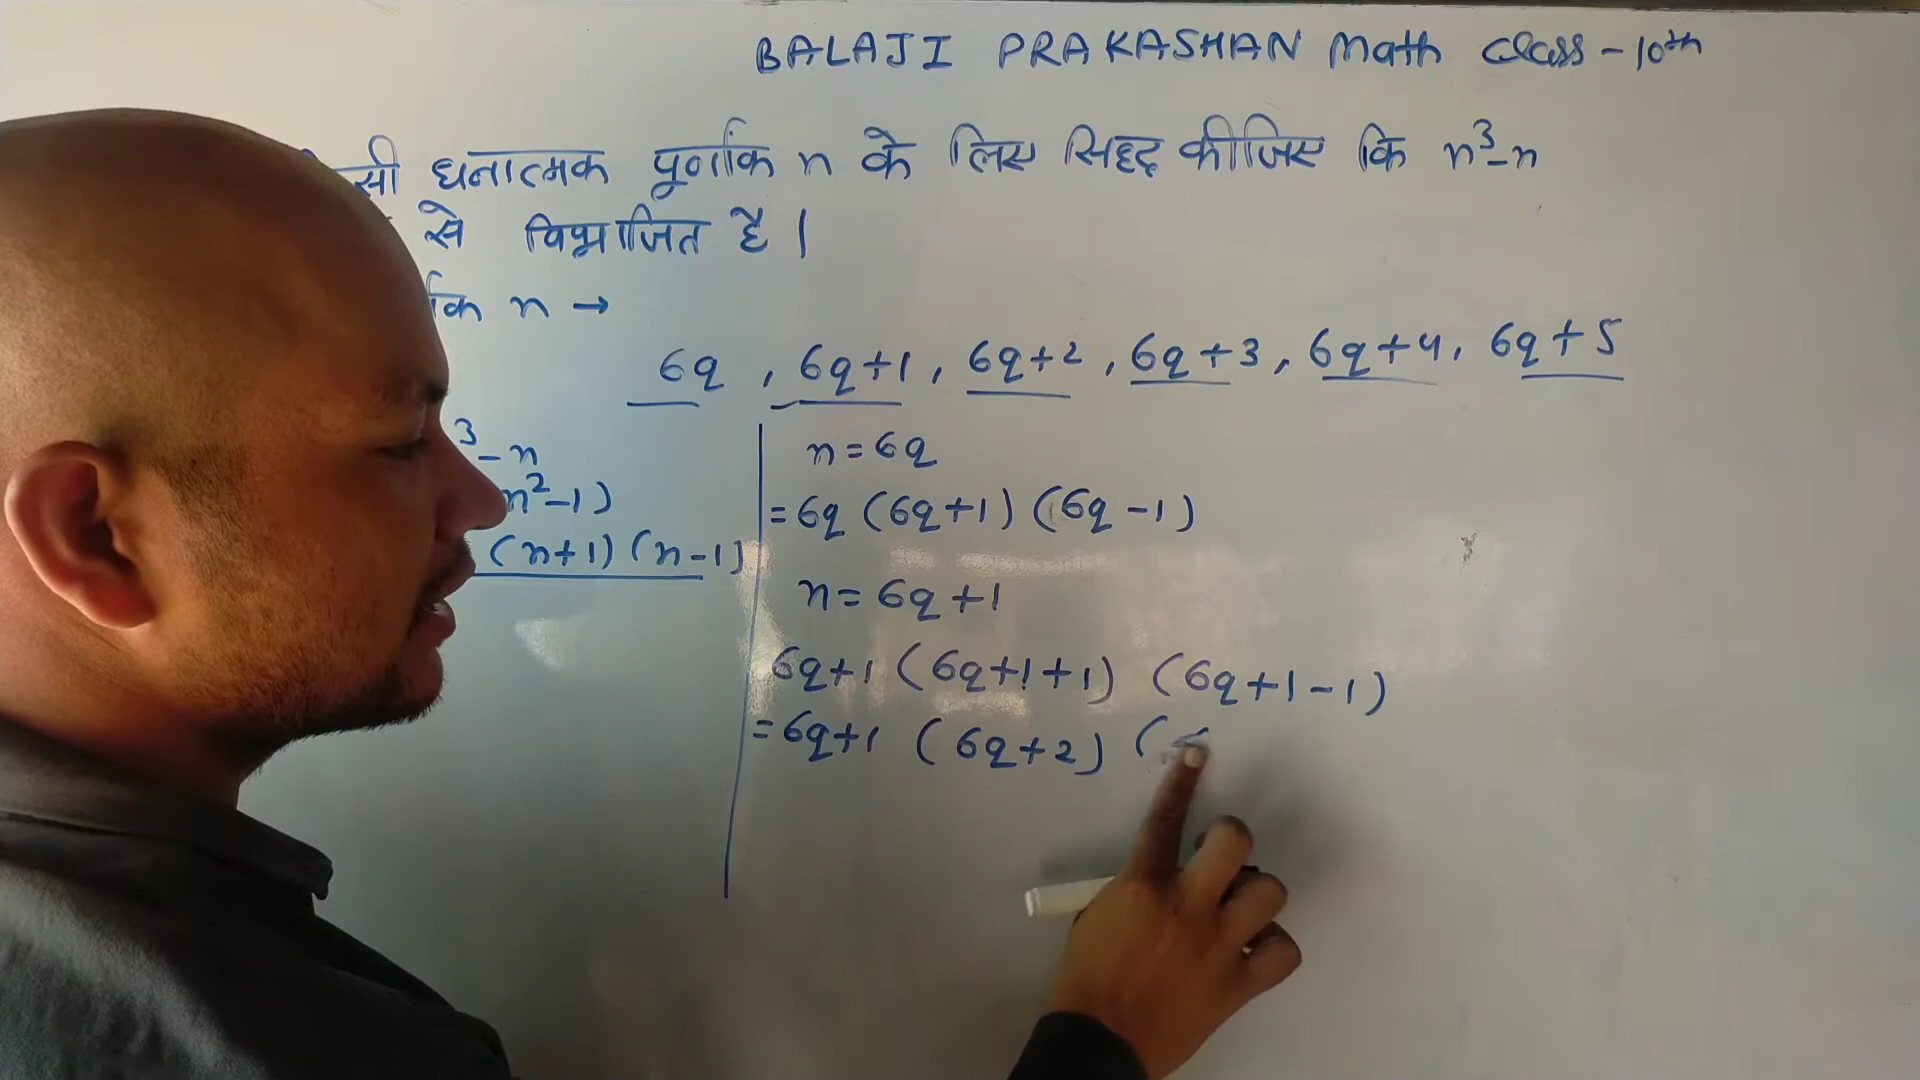 BALAJI PRAKASHAN Math Class-10th
धनात्मक पूर्णांक n के लिए सिद्ध कीजिए कि n³-n
से विभाजित है |
n →
6q , 6q+1 , 6q+2 , 6q+3 , 6q+4 , 6q+5
³-n
n²-1)
(n+1) (n-1)
n=6q
=6q (6q+1) (6q-1)
n=6q+1
6q+1 (6q+1+1) (6q+1-1)
=6q+1 (6q+2) (